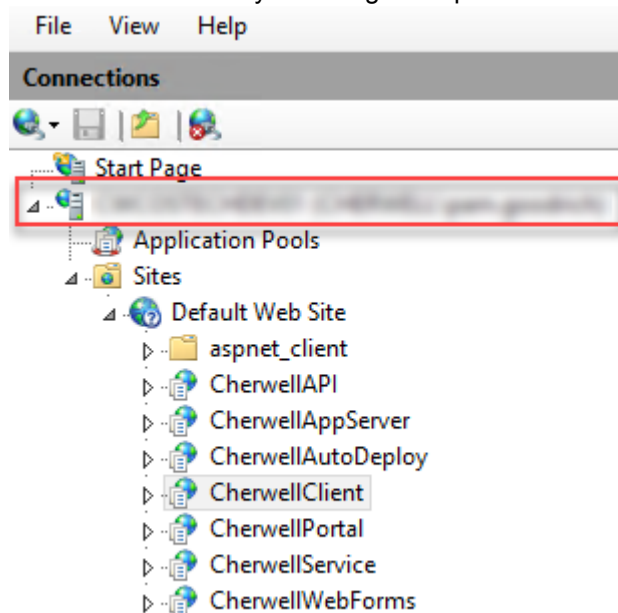 File View Help
Connections
Start Page
Application Pools
Sites
Default Web Site
aspnet_client
CherwellAPI
CherwellAppServer
CherwellAutoDeploy
CherwellClient
CherwellPortal
CherwellService
CherwellWebForms